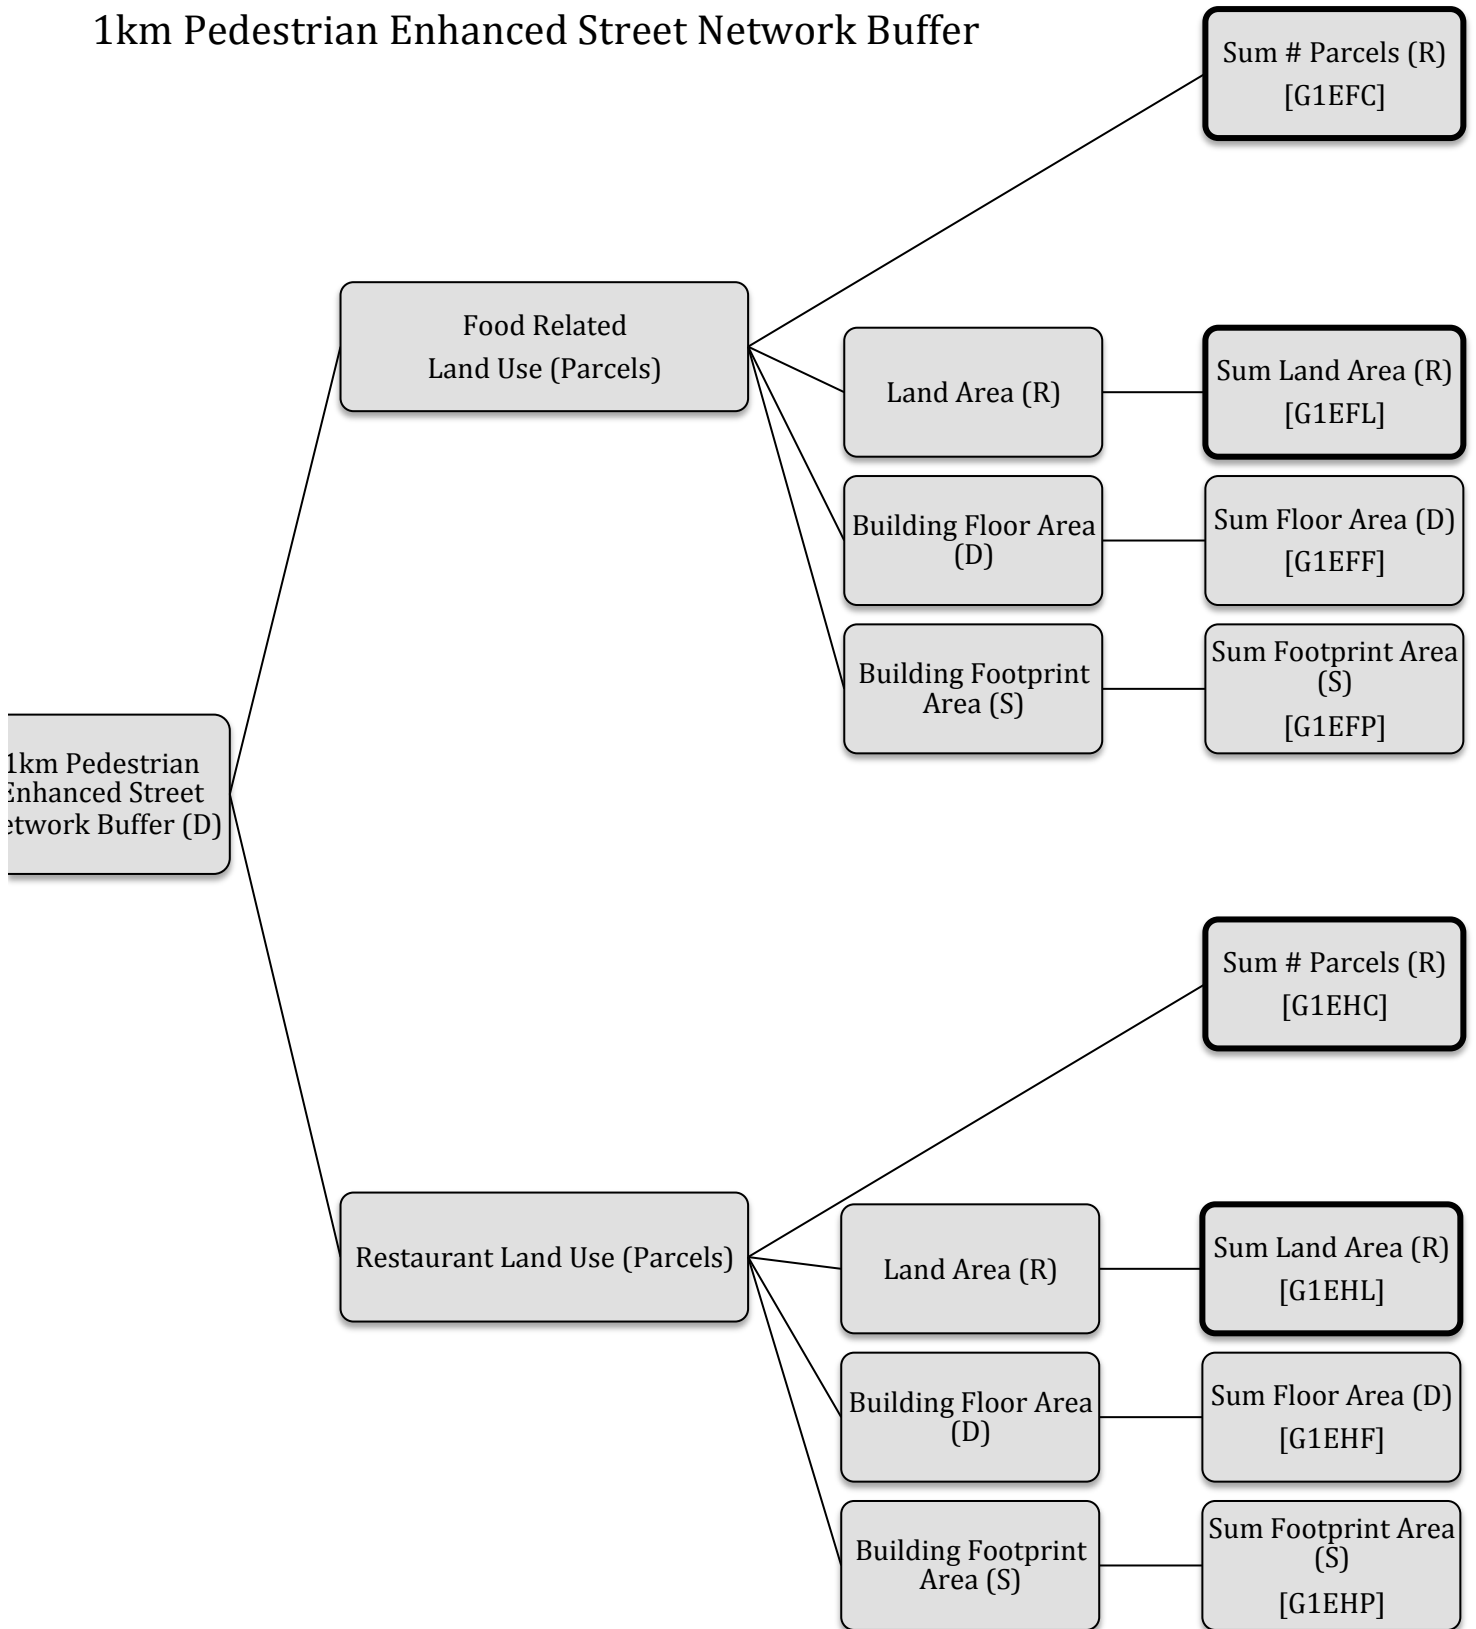 1km Pedestrian Enhanced Street Network Buffer
Sum # Parcels (R)
[G1EFC]
Food Related
Land Use (Parcels)
Land Area (R)
Sum Land Area (R)
[G1EFL]
Building Floor Area
(D)
Sum Floor Area (D)
[G1EFF]
Building Footprint
Area (S)
Sum Footprint Area
(S)
[G1EFP]
1km Pedestrian
Enhanced Street
etwork Buffer (D)
Sum # Parcels (R)
[G1EHC]
Restaurant Land Use (Parcels)
Land Area (R)
Sum Land Area (R)
[G1EHL]
Building Floor Area
(D)
Sum Floor Area (D)
[G1EHF]
Building Footprint
Area (S)
Sum Footprint Area
(S)
[G1EHP]